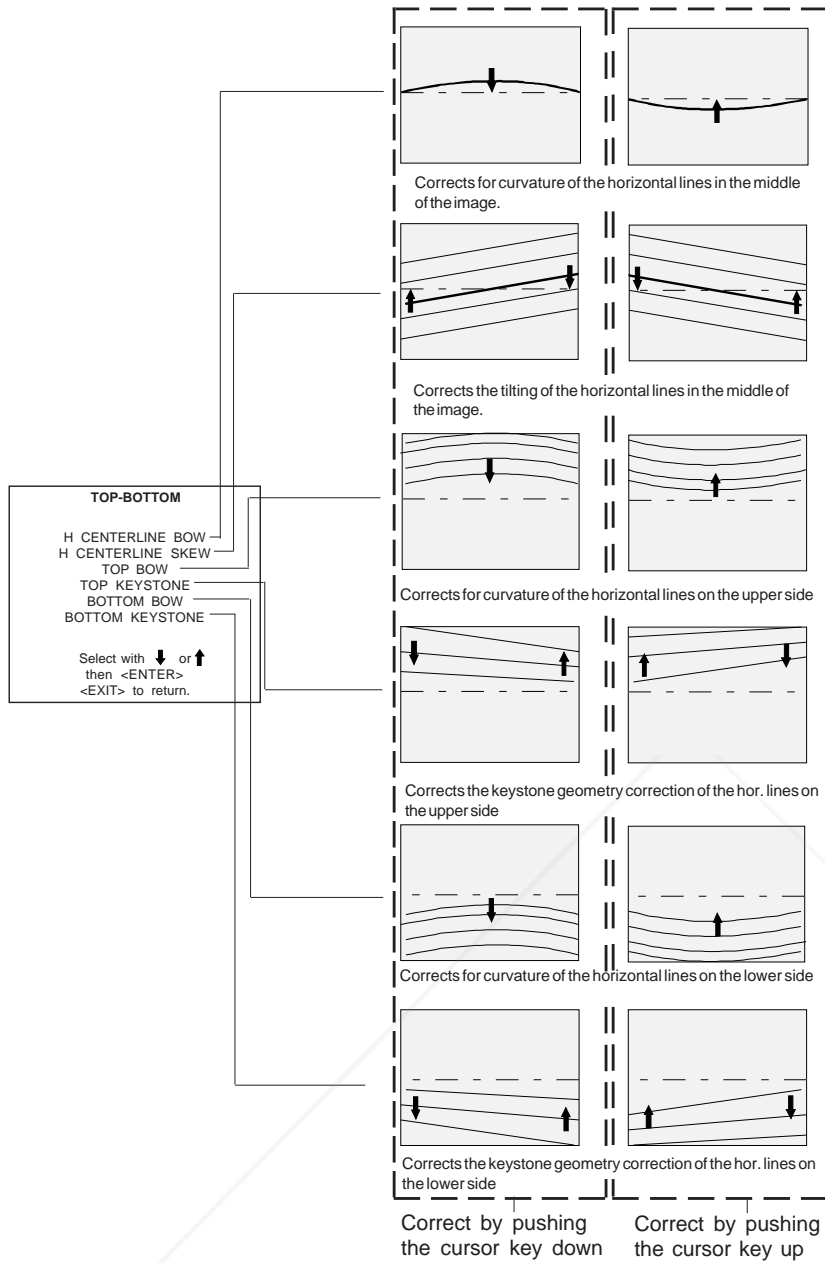 Corrects for curvature of the horizontal lines in the middle
of the image.
Corrects the tilting of the horizontal lines in the middle of
the image.
TOP-BOTTOM
H CENTERLINE BOW
H CENTERLINE SKEW
TOP BOW
TOP KEYSTONE
BOTTOM BOW
BOTTOM KEYSTONE
Select with ⬇ or ⬆
then <ENTER>
<EXIT> to return.
Corrects for curvature of the horizontal lines on the upper side
Corrects the keystone geometry correction of the hor. lines on
the upper side
Corrects for curvature of the horizontal lines on the lower side
Corrects the keystone geometry correction of the hor. lines on
the lower side
Correct by pushing
the cursor key down
Correct by pushing
the cursor key up